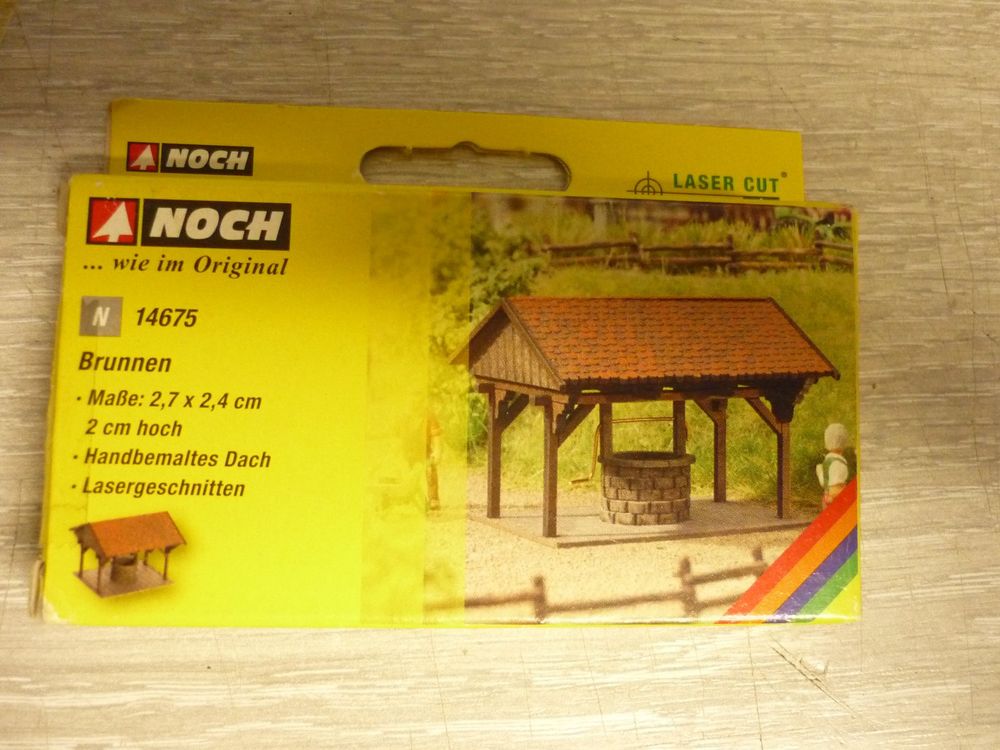 NOCH
LASER CUT®
NOCH
... wie im Original
N 14675
Brunnen
· Maße: 2,7 x 2,4 cm
2 cm hoch
· Handbemaltes Dach
· Lasergeschnitten